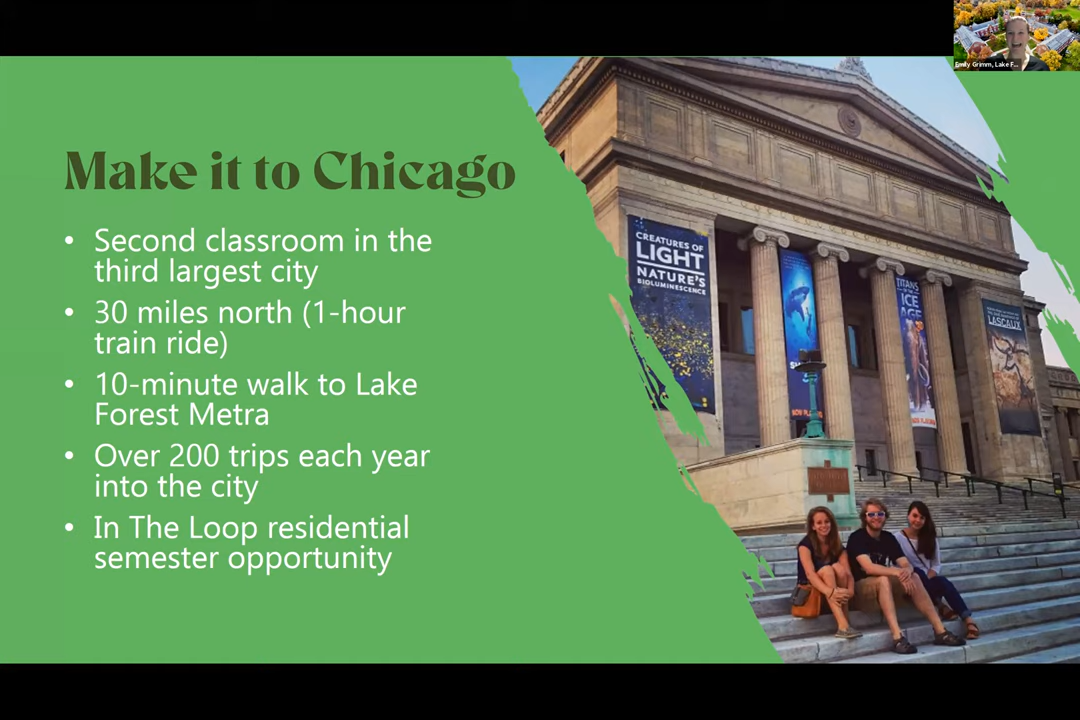 Emily Grimm, Lake F...
Make it to Chicago
• Second classroom in the
third largest city
• 30 miles north (1-hour
train ride)
• 10-minute walk to Lake
Forest Metra
• Over 200 trips each year
into the city
• In The Loop residential
semester opportunity
CREATURES OF
LIGHT
NATURE'S
BIOLUMINESCENCE
TITANS
ICE
AGE
LASCAUX